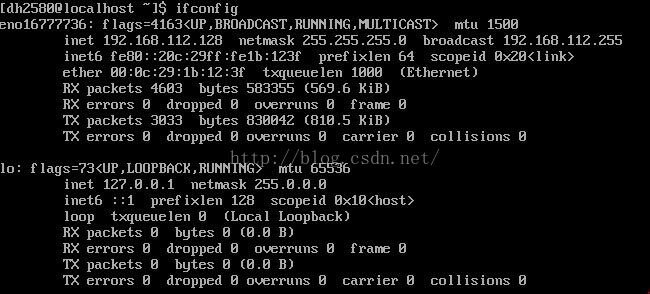 [dh25800@localhost ~]$ ifconfig
eno16777736: flags=4163<UP,BROADCAST,RUNNING,MULTICAST>  mtu 1500
        inet 192.168.112.128  netmask 255.255.255.0  broadcast 192.168.112.255
        inet6 fe80::20c:29ff:fe1b:123f  prefixlen 64  scopeid 0x20<link>
        ether 00:0c:29:1b:12:3f  txqueuelen 1000  (Ethernet)
        RX packets 4603  bytes 583355 (569.6 KiB)
        RX errors 0  dropped 0  overruns 0  frame 0
        TX packets 3033  bytes 830042 (810.5 KiB)
        TX errors 0  dropped 0 overruns 0  carrier 0  collisions 0
http://blog.csdn.net/
lo: flags=73<UP,LOOPBACK,RUNNING>  mtu 65536
        inet 127.0.0.1  netmask 255.0.0.0
        inet6 ::1  prefixlen 128  scopeid 0x10<host>
        loop  txqueuelen 0  (Local Loopback)
        RX packets 0  bytes 0 (0.0 B)
        RX errors 0  dropped 0  overruns 0  frame 0
        TX packets 0  bytes 0 (0.0 B)
        TX errors 0  dropped 0 overruns 0  carrier 0  collisions 0